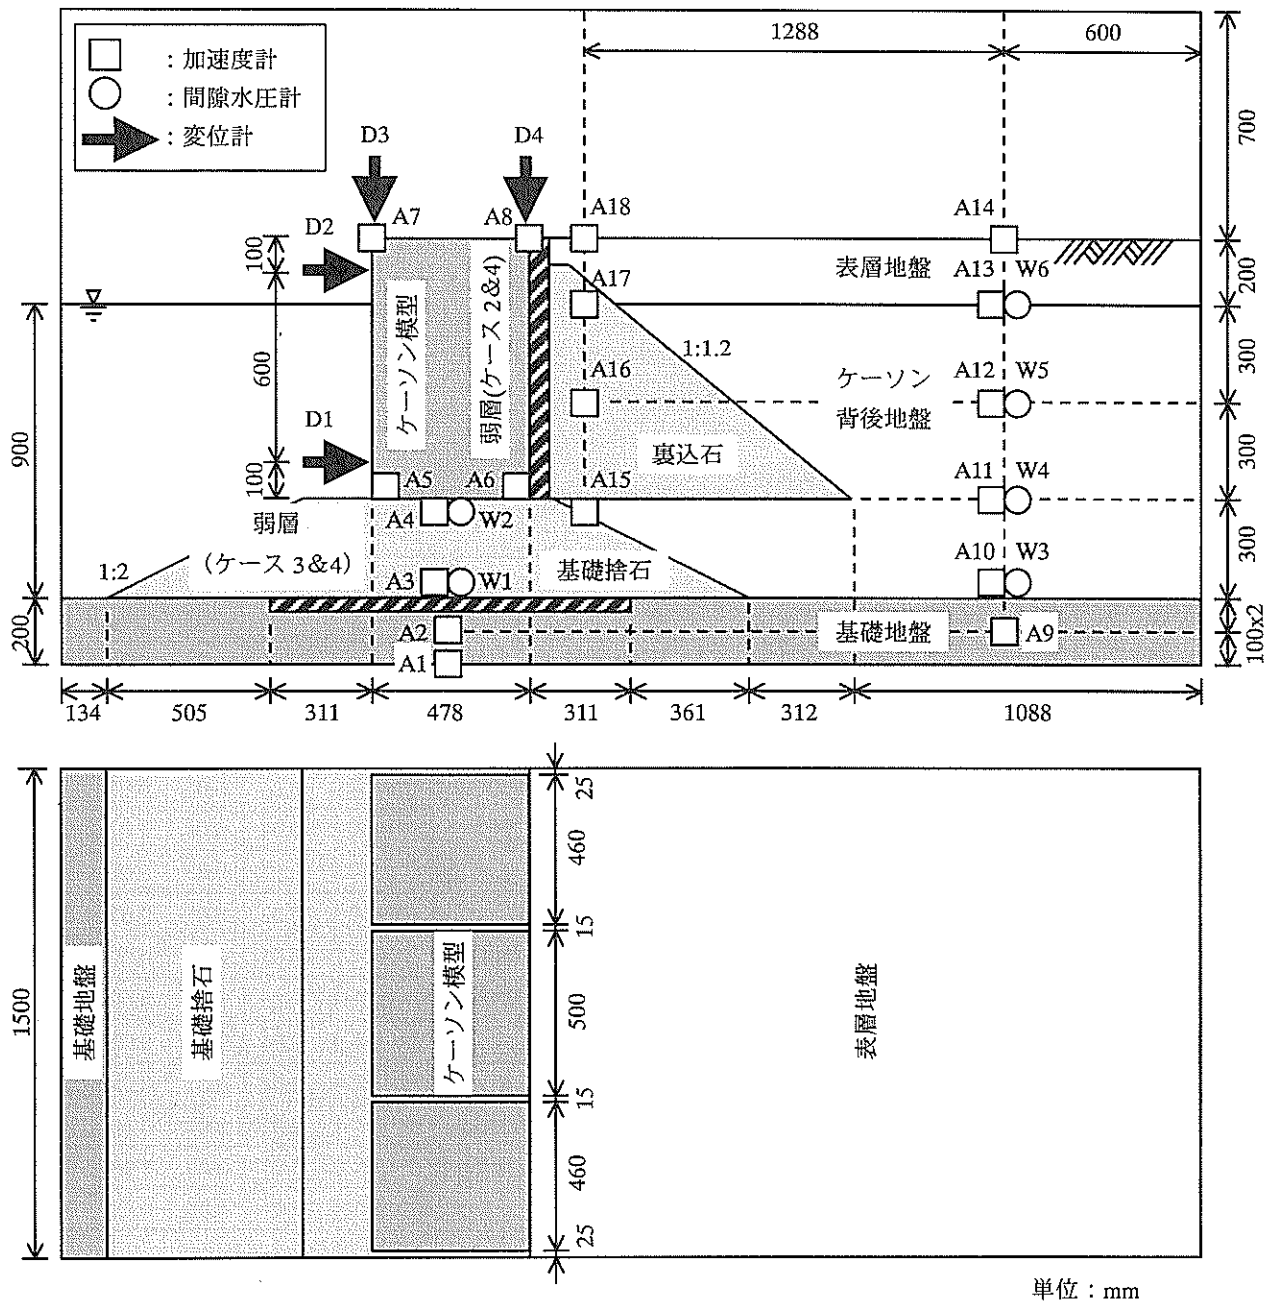 ：加速度計
：間隙水圧計
：変位計
1288
600
700
D3
D4
A7
A8
A18
A14
D2
100
表層地盤
A13
W6
200
A17
ケーソン模型
弱層(ケース 2&4)
1:1.2
600
A16
ケーソン
背後地盤
A12
W5
300
900
D1
100
裏込石
A5
A6
A15
A11
W4
300
弱層
(ケース 3&4)
A4
W2
1:2
A3
W1
基礎捨石
A10
W3
300
200
A2
基礎地盤
A9
100x2
A1
134
505
311
478
311
361
312
1088
25
460
15
1500
基礎地盤
基礎捨石
ケーソン模型
500
表層地盤
15
460
25
単位：mm